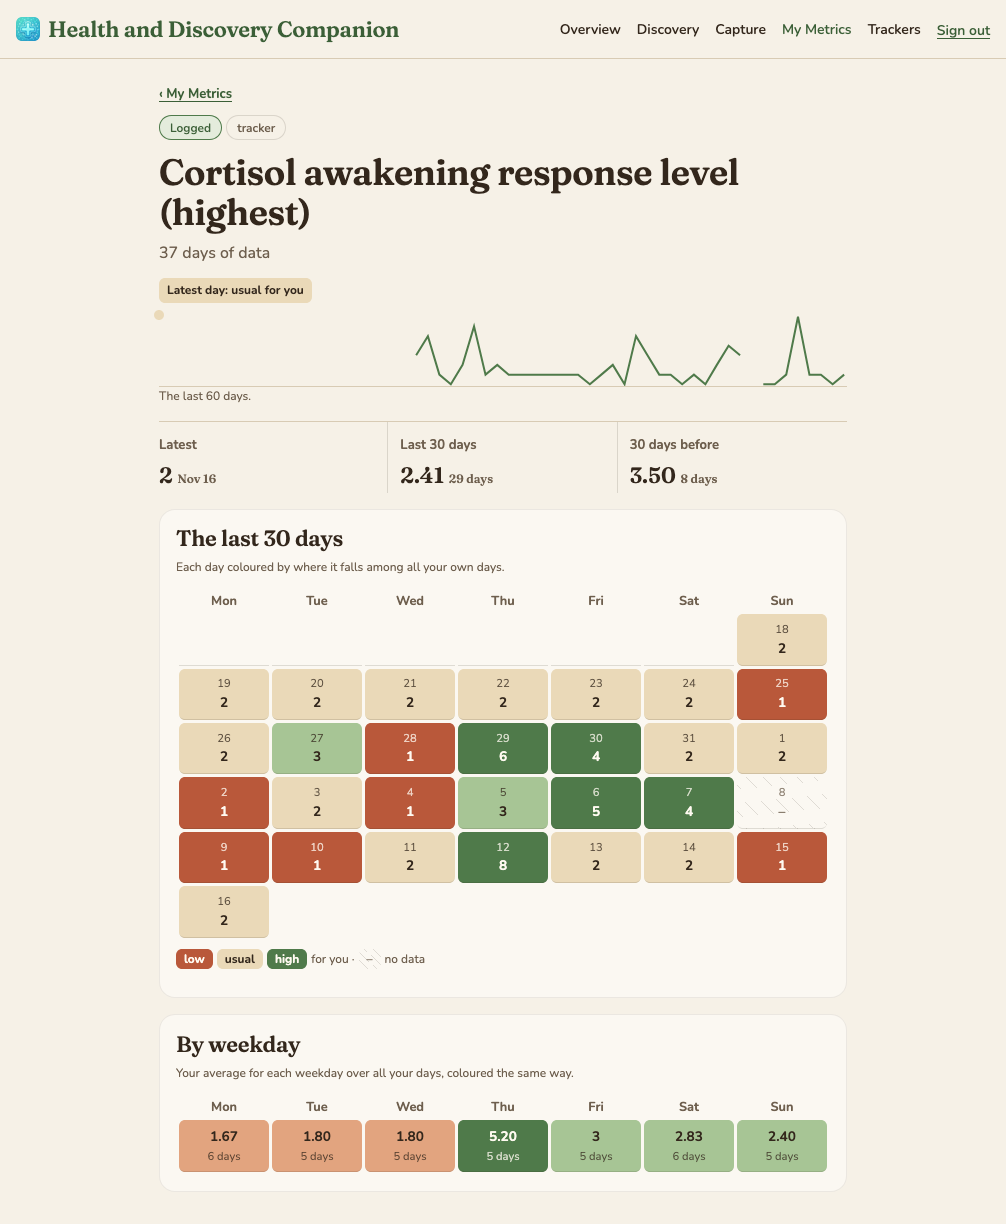 Health and Discovery Companion
Overview Discovery Capture My Metrics Trackers Sign out
‹ My Metrics
Logged tracker
Cortisol awakening response level
(highest)
37 days of data
Latest day: usual for you
The last 60 days.
Latest Last 30 days 30 days before
2 Nov 16 2.41 29 days 3.50 8 days
The last 30 days
Each day coloured by where it falls among all your own days.
Mon Tue Wed Thu Fri Sat Sun
18
2
19 20 21 22 23 24 25
2 2 2 2 2 2 1
26 27 28 29 30 31 1
2 3 1 6 4 2 2
2 3 4 5 6 7 8
1 2 1 3 5 4 –
9 10 11 12 13 14 15
1 1 2 8 2 2 1
16
2
low usual high for you · – no data
By weekday
Your average for each weekday over all your days, coloured the same way.
Mon Tue Wed Thu Fri Sat Sun
1.67 1.80 1.80 5.20 3 2.83 2.40
6 days 5 days 5 days 5 days 5 days 6 days 5 days